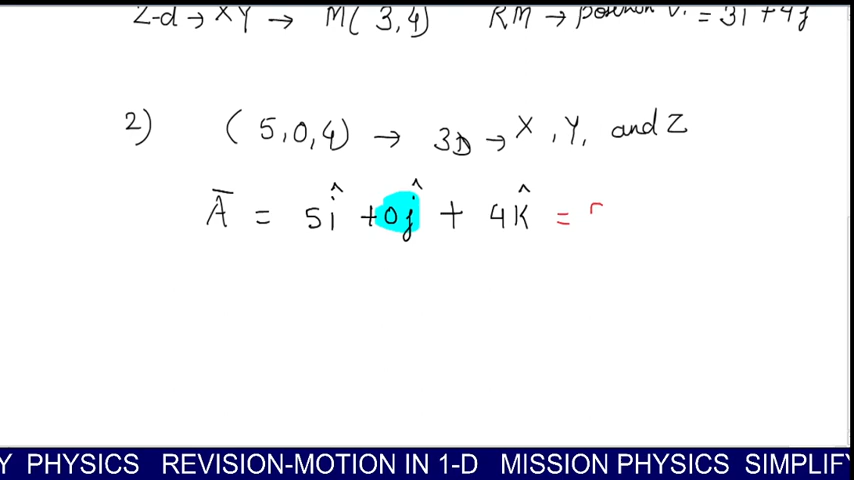 2-d → XY → M( 3,4) RM → position v. = 3i + 4j
2) ( 5,0,4) → 3D → X , Y, and Z
A̅ = 5î + 0ĵ + 4K̂ =
Y PHYSICS REVISION-MOTION IN 1-D MISSION PHYSICS SIMPLIFY